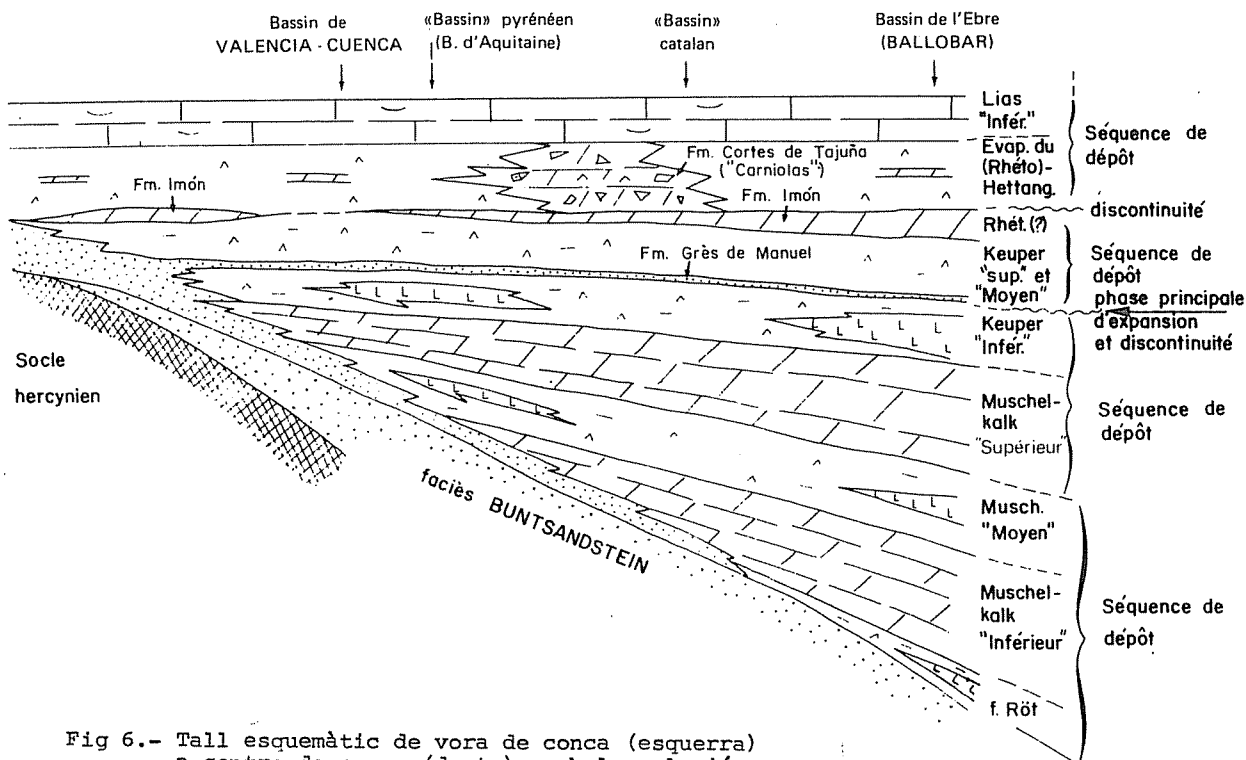 Bassin de
VALENCIA - CUENCA
«Bassin» pyrénéen
(B. d'Aquitaine)
«Bassin»
catalan
Bassin de l'Ebre
(BALLOBAR)
Lias
"Infér."
Evap. du
(Rhéto)-
Hettang.
Séquence de
dépôt
Fm. Cortes de Tajuña
("Carniolas")
Fm. Imón
Fm. Imón
discontinuité
Rhét.(?)
Keuper
"sup." et
"Moyen"
Séquence de
dépôt
phase principale
d'expansion
et discontinuité
Fm. Grès de Manuel
Keuper
"Infér."
Socle
hercynien
Muschel-
kalk
"Supérieur"
Séquence de
dépôt
faciès BUNTSANDSTEIN
Musch.
"Moyen"
Muschel-
kalk
"Inférieur"
Séquence de
dépôt
f. Röt
Fig 6.- Tall esquemàtic de vora de conca (esquerra)